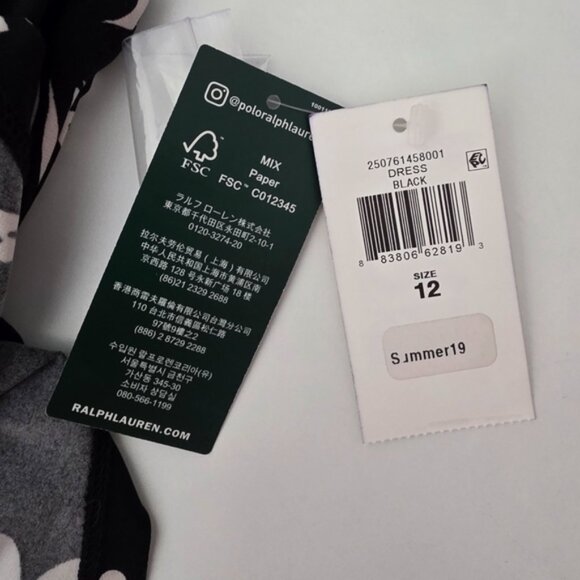 @poloralphlauren
FSC
MIX
Paper
FSC™ C012345
ラルフ ローレン株式会社
東京都千代田区永田町2-10-1
0120-3274-20
拉尔夫劳伦贸易（上海）有限公司
中华人民共和国上海市黄浦区南
京西路 128 号永新广场 18 楼
(86)21 2329 2688
香港商雷夫羅倫有限公司台灣分公司
110 台北市信義區松仁路
97號9樓之2
(886) 2 8729 2288
수입원 랄프로렌코리아(유)
서울특별시 금천구
가산동 345-30
소비자 상담실
080-566-1199
RALPHLAUREN.COM
250761458001
DRESS
BLACK
8 83806 62819 3
SIZE
12
Summer19